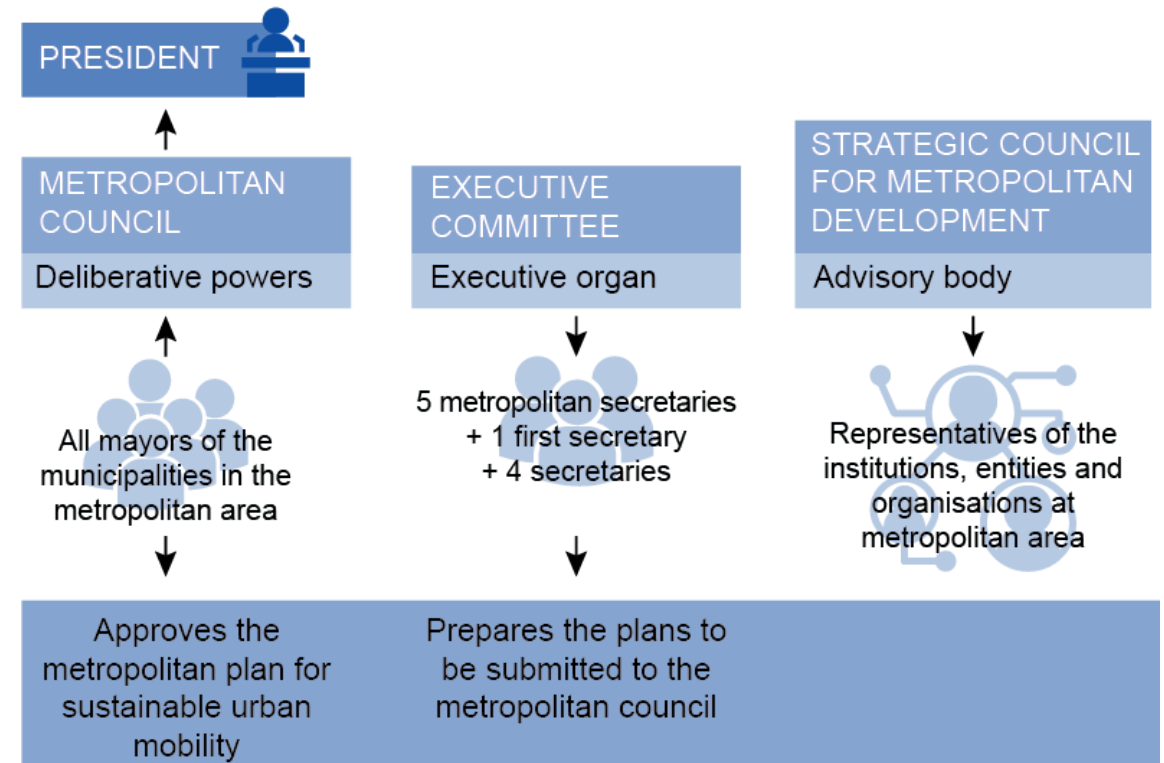 PRESIDENT
METROPOLITAN
COUNCIL
Deliberative powers
All mayors of the
municipalities in the
metropolitan area
Approves the
metropolitan plan for
sustainable urban
mobility
EXECUTIVE
COMMITTEE
Executive organ
5 metropolitan secretaries
+ 1 first secretary
+ 4 secretaries
Prepares the plans to
be submitted to the
metropolitan council
STRATEGIC COUNCIL
FOR METROPOLITAN
DEVELOPMENT
Advisory body
Representatives of the
institutions, entities and
organisations at
metropolitan area